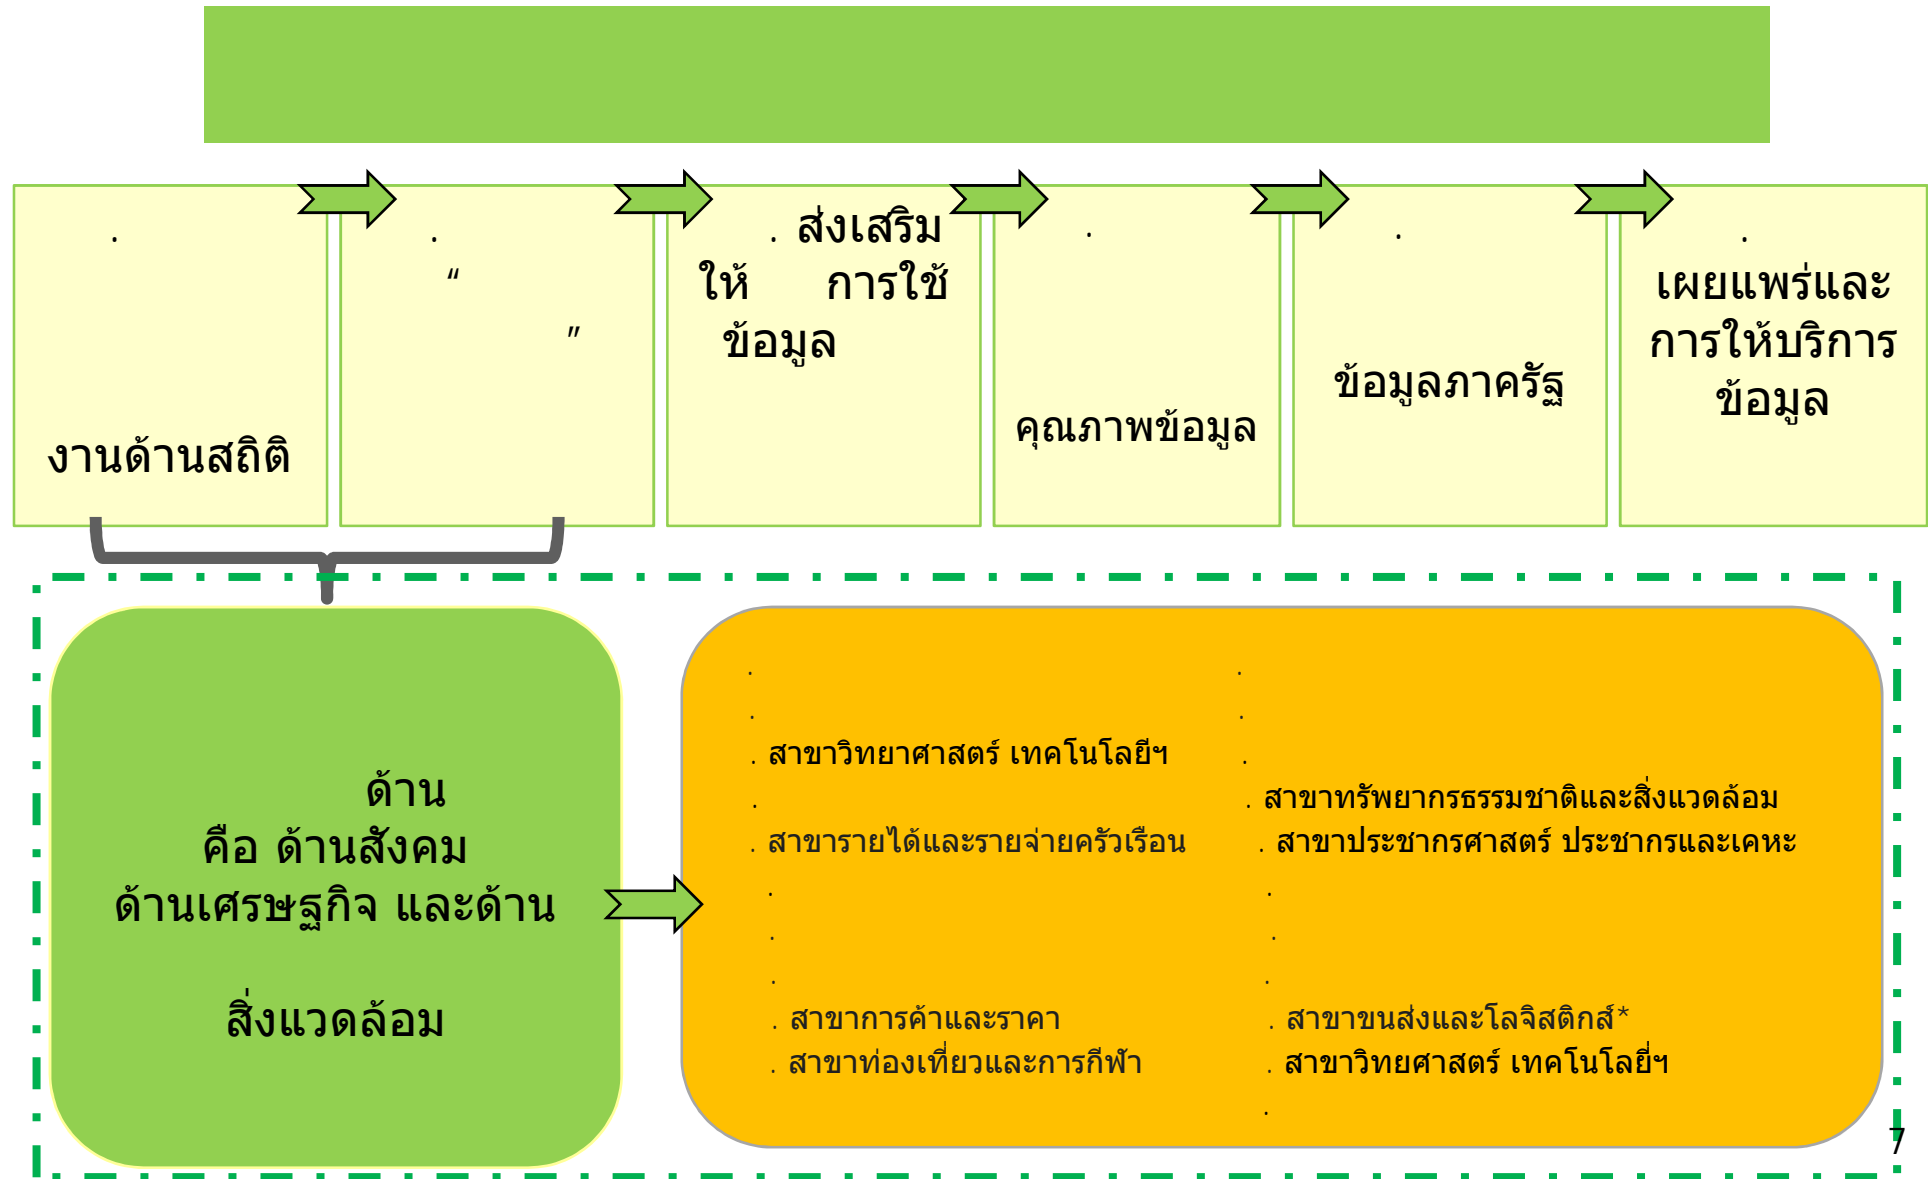 .
งานด้านสถิติ
.
“
”
. ส่งเสริม
ให้ การใช้
ข้อมูล
.
คุณภาพข้อมูล
.
ข้อมูลภาครัฐ
.
เผยแพร่และ
การให้บริการ
ข้อมูล
ด้าน
คือ ด้านสังคม
ด้านเศรษฐกิจ และด้าน
สิ่งแวดล้อม
.
.
. สาขาวิทยาศาสตร์ เทคโนโลยีฯ
.
. สาขารายได้และรายจ่ายครัวเรือน
.
.
.
. สาขาการค้าและราคา
. สาขาท่องเที่ยวและการกีฬา
.
.
.
. สาขาทรัพยากรธรรมชาติและสิ่งแวดล้อม
. สาขาประชากรศาสตร์ ประชากรและเคหะ
.
.
.
. สาขาขนส่งและโลจิสติกส์*
. สาขาวิทยศาสตร์ เทคโนโลยี่ฯ
.
7